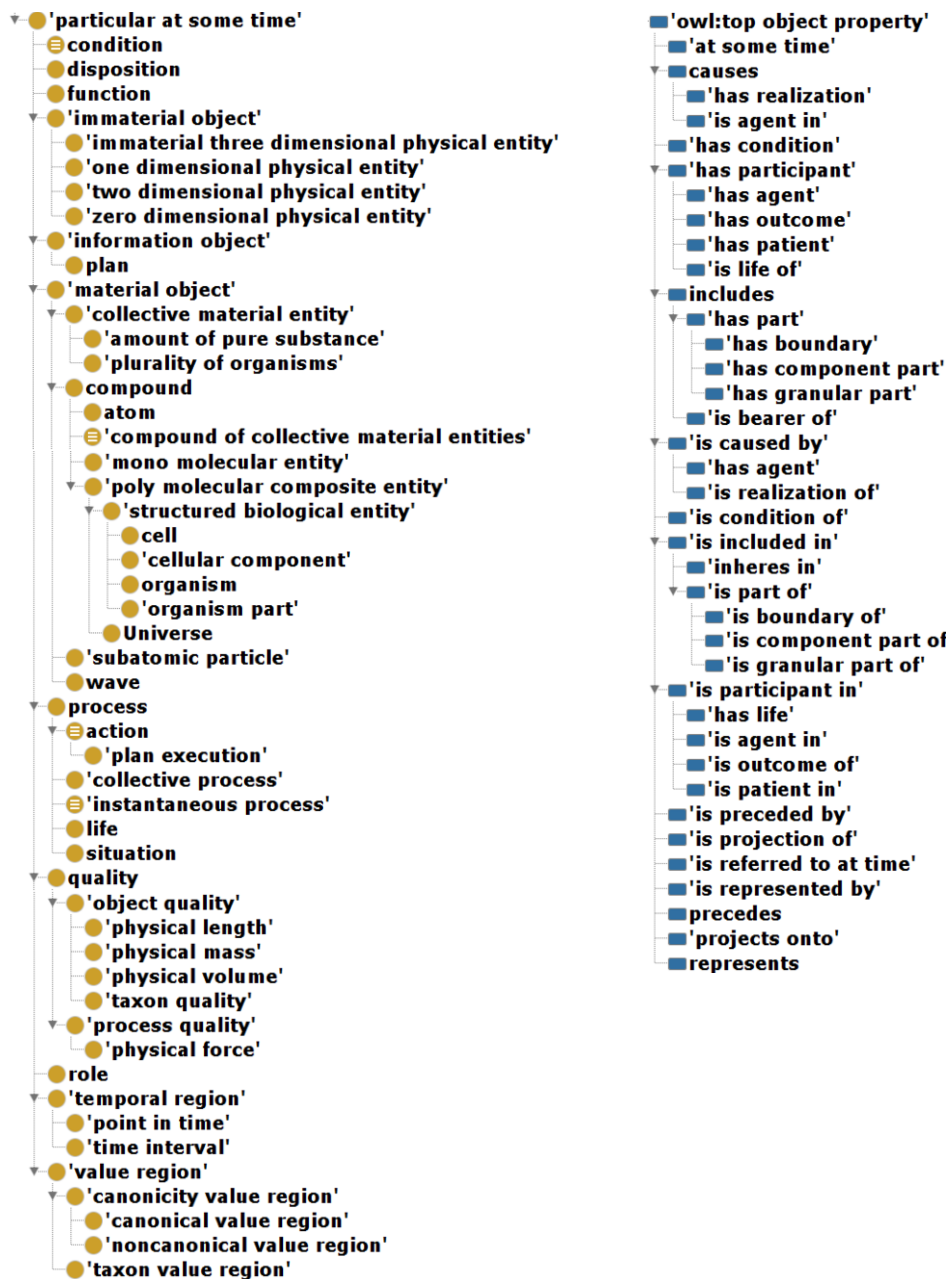 'particular at some time'
condition
disposition
function
'immaterial object'
'immaterial three dimensional physical entity'
'one dimensional physical entity'
'two dimensional physical entity'
'zero dimensional physical entity'
'information object'
plan
'material object'
'collective material entity'
'amount of pure substance'
'plurality of organisms'
compound
atom
'compound of collective material entities'
'mono molecular entity'
'poly molecular composite entity'
'structured biological entity'
cell
'cellular component'
organism
'organism part'
Universe
'subatomic particle'
wave
process
action
'plan execution'
'collective process'
'instantaneous process'
life
situation
quality
'object quality'
'physical length'
'physical mass'
'physical volume'
'taxon quality'
'process quality'
'physical force'
role
'temporal region'
'point in time'
'time interval'
'value region'
'canonicity value region'
'canonical value region'
'noncanonical value region'
'taxon value region'
'owl:top object property'
'at some time'
causes
'has realization'
'is agent in'
'has condition'
'has participant'
'has agent'
'has outcome'
'has patient'
'is life of'
includes
'has part'
'has boundary'
'has component part'
'has granular part'
'is bearer of'
'is caused by'
'has agent'
'is realization of'
'is condition of'
'is included in'
'inheres in'
'is part of'
'is boundary of'
'is component part of
'is granular part of'
'is participant in'
'has life'
'is agent in'
'is outcome of'
'is patient in'
'is preceded by'
'is projection of'
'is referred to at time'
'is represented by'
precedes
'projects onto'
represents